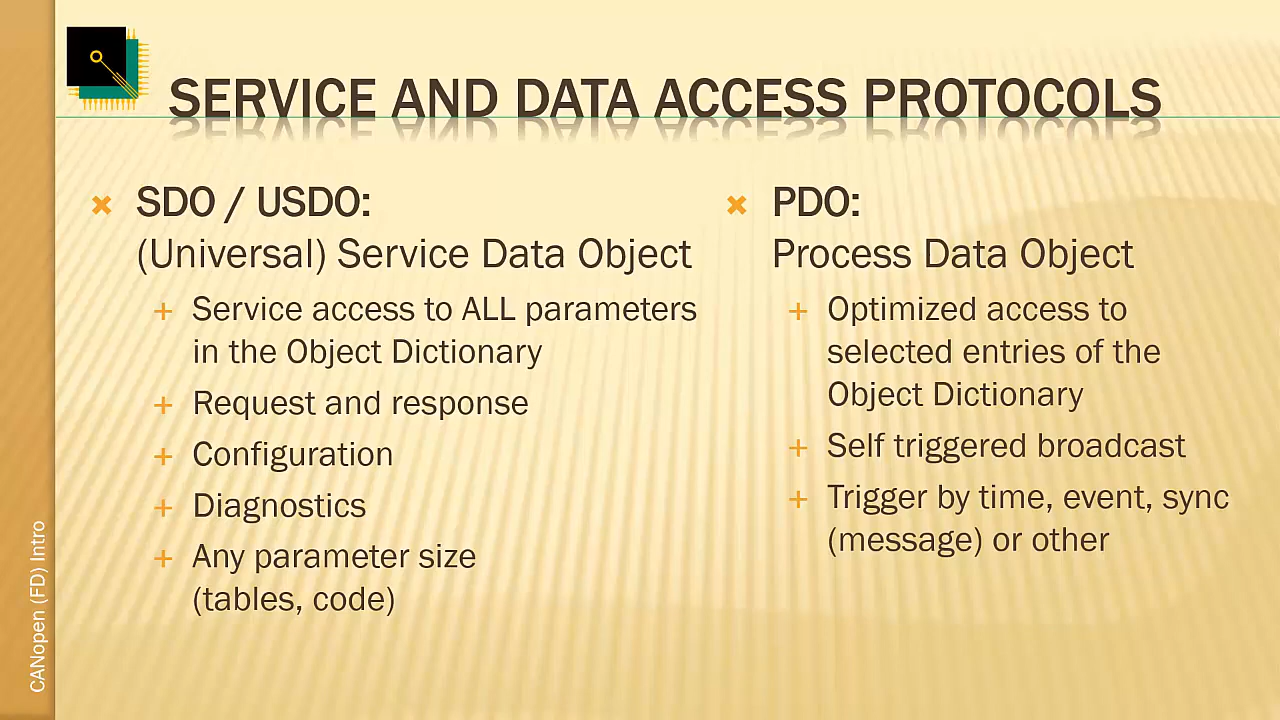 SERVICE AND DATA ACCESS PROTOCOLS
SDO / USDO:
(Universal) Service Data Object
Service access to ALL parameters
in the Object Dictionary
Request and response
Configuration
Diagnostics
Any parameter size
(tables, code)
PDO:
Process Data Object
Optimized access to
selected entries of the
Object Dictionary
Self triggered broadcast
Trigger by time, event, sync
(message) or other
CANopen (FD) Intro